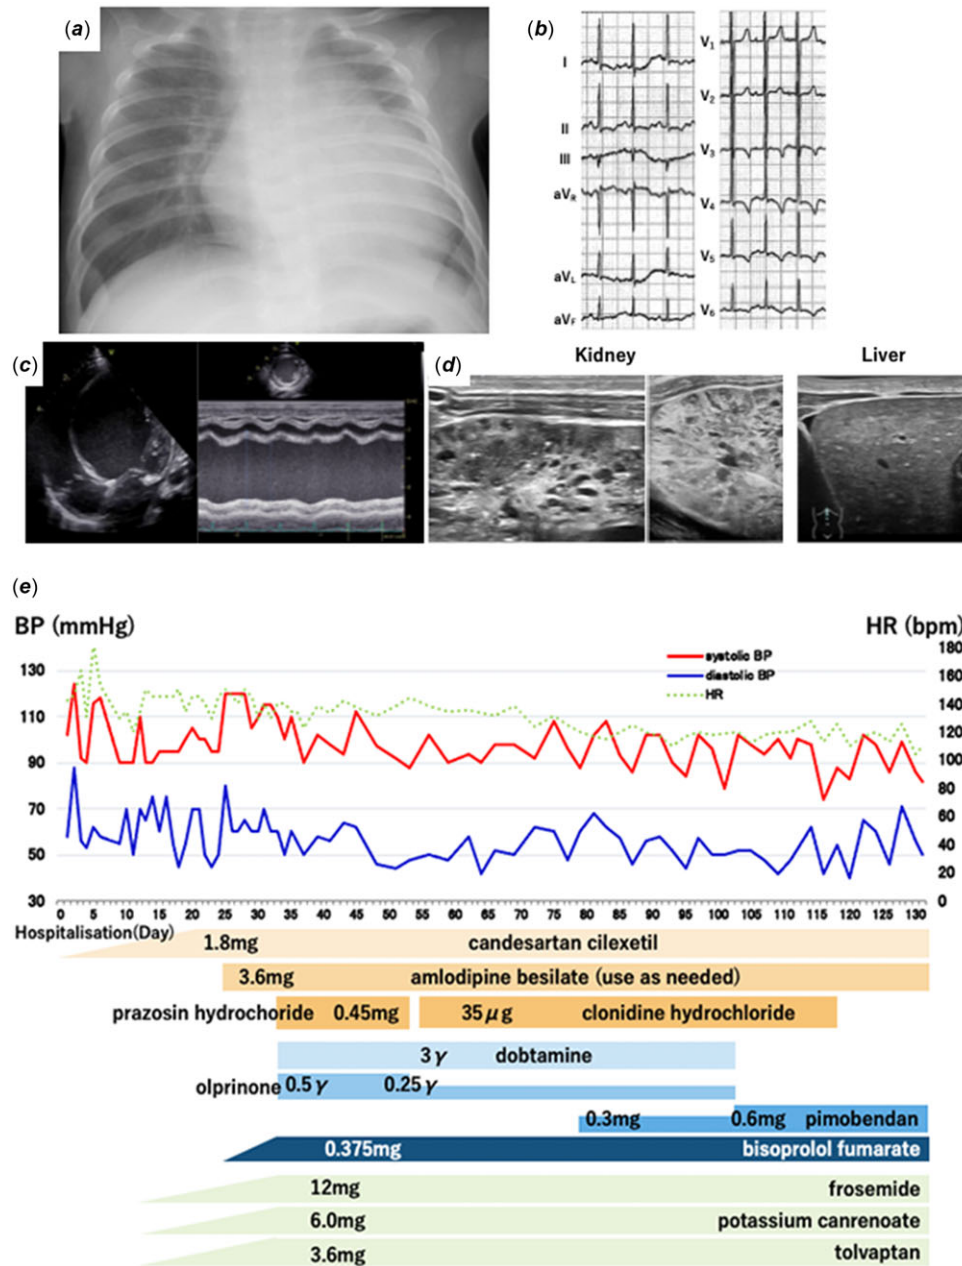 (a)
(b)
I
II
III
aVR
aVL
aVF
V1
V2
V3
V4
V5
V6
(c)
(d)
Kidney
Liver
(e)
BP (mmHg)
HR (bpm)
130
110
90
70
50
30
systolic BP
diastolic BP
HR
180
160
140
120
100
80
60
40
20
0
0 5 10 15 20 25 30 35 40 45 50 55 60 65 70 75 80 85 90 95 100 105 110 115 120 125 130
Hospitalisation(Day)
1.8mg candesartan cilexetil
3.6mg amlodipine besilate (use as needed)
prazosin hydrochoride 0.45mg 35μg clonidine hydrochloride
3γ dobtamine
olprinone 0.5γ 0.25γ
0.3mg 0.6mg pimobendan
0.375mg bisoprolol fumarate
12mg frosemide
6.0mg potassium canrenoate
3.6mg tolvaptan